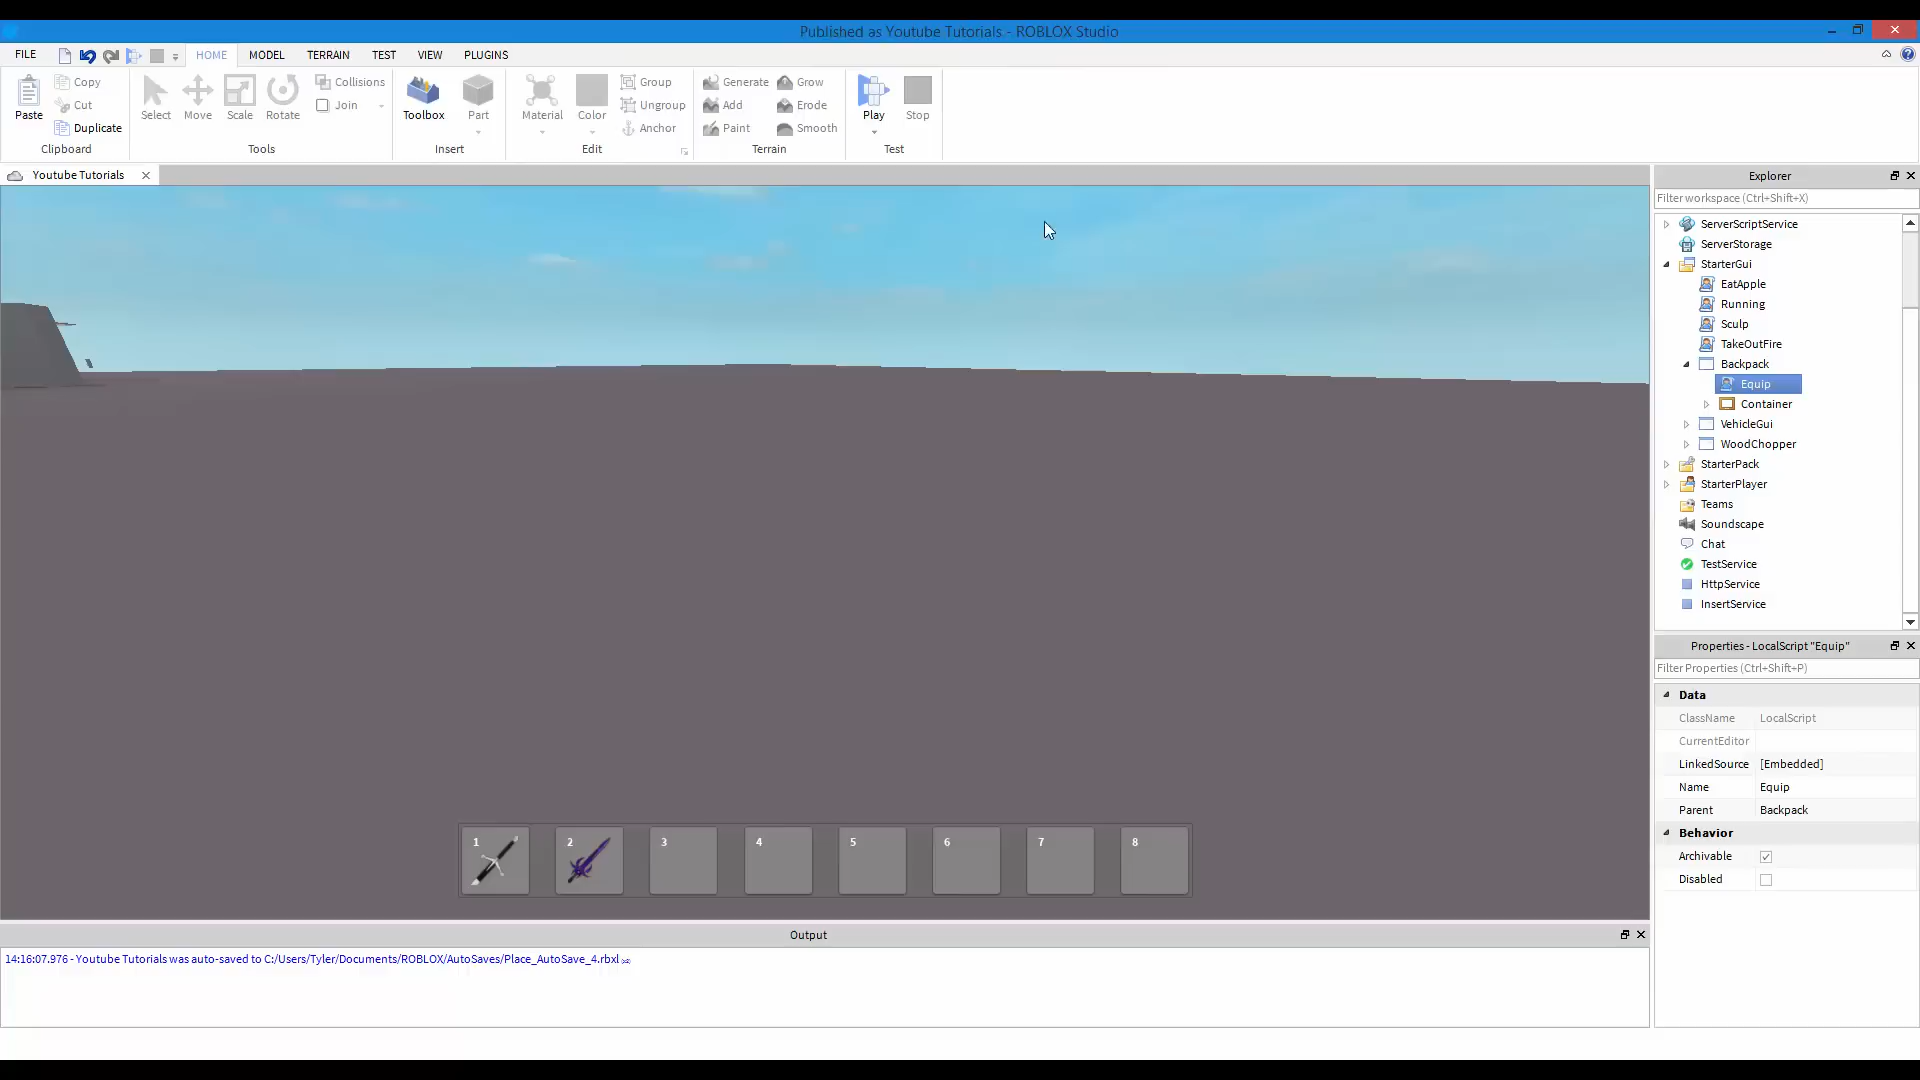 Published as Youtube Tutorials - ROBLOX Studio
FILE
HOME
MODEL
TERRAIN
TEST
VIEW
PLUGINS
Paste
Copy
Cut
Duplicate
Clipboard
Select
Move
Scale
Rotate
Collisions
Join
Tools
Toolbox
Part
Insert
Material
Color
Group
Ungroup
Anchor
Edit
Generate
Add
Paint
Grow
Erode
Smooth
Terrain
Play
Stop
Test
Youtube Tutorials
1
2
3
4
5
6
7
8
Output
14:16:07.976 - Youtube Tutorials was auto-saved to C:/Users/Tyler/Documents/ROBLOX/AutoSaves/Place_AutoSave_4.rbxl
Explorer
Filter workspace (Ctrl+Shift+X)
ServerScriptService
ServerStorage
StarterGui
EatApple
Running
Sculp
TakeOutFire
Backpack
Equip
Container
VehicleGui
WoodChopper
StarterPack
StarterPlayer
Teams
Soundscape
Chat
TestService
HttpService
InsertService
Properties - LocalScript "Equip"
Filter Properties (Ctrl+Shift+P)
Data
ClassName LocalScript
CurrentEditor
LinkedSource [Embedded]
Name Equip
Parent Backpack
Behavior
Archivable
Disabled